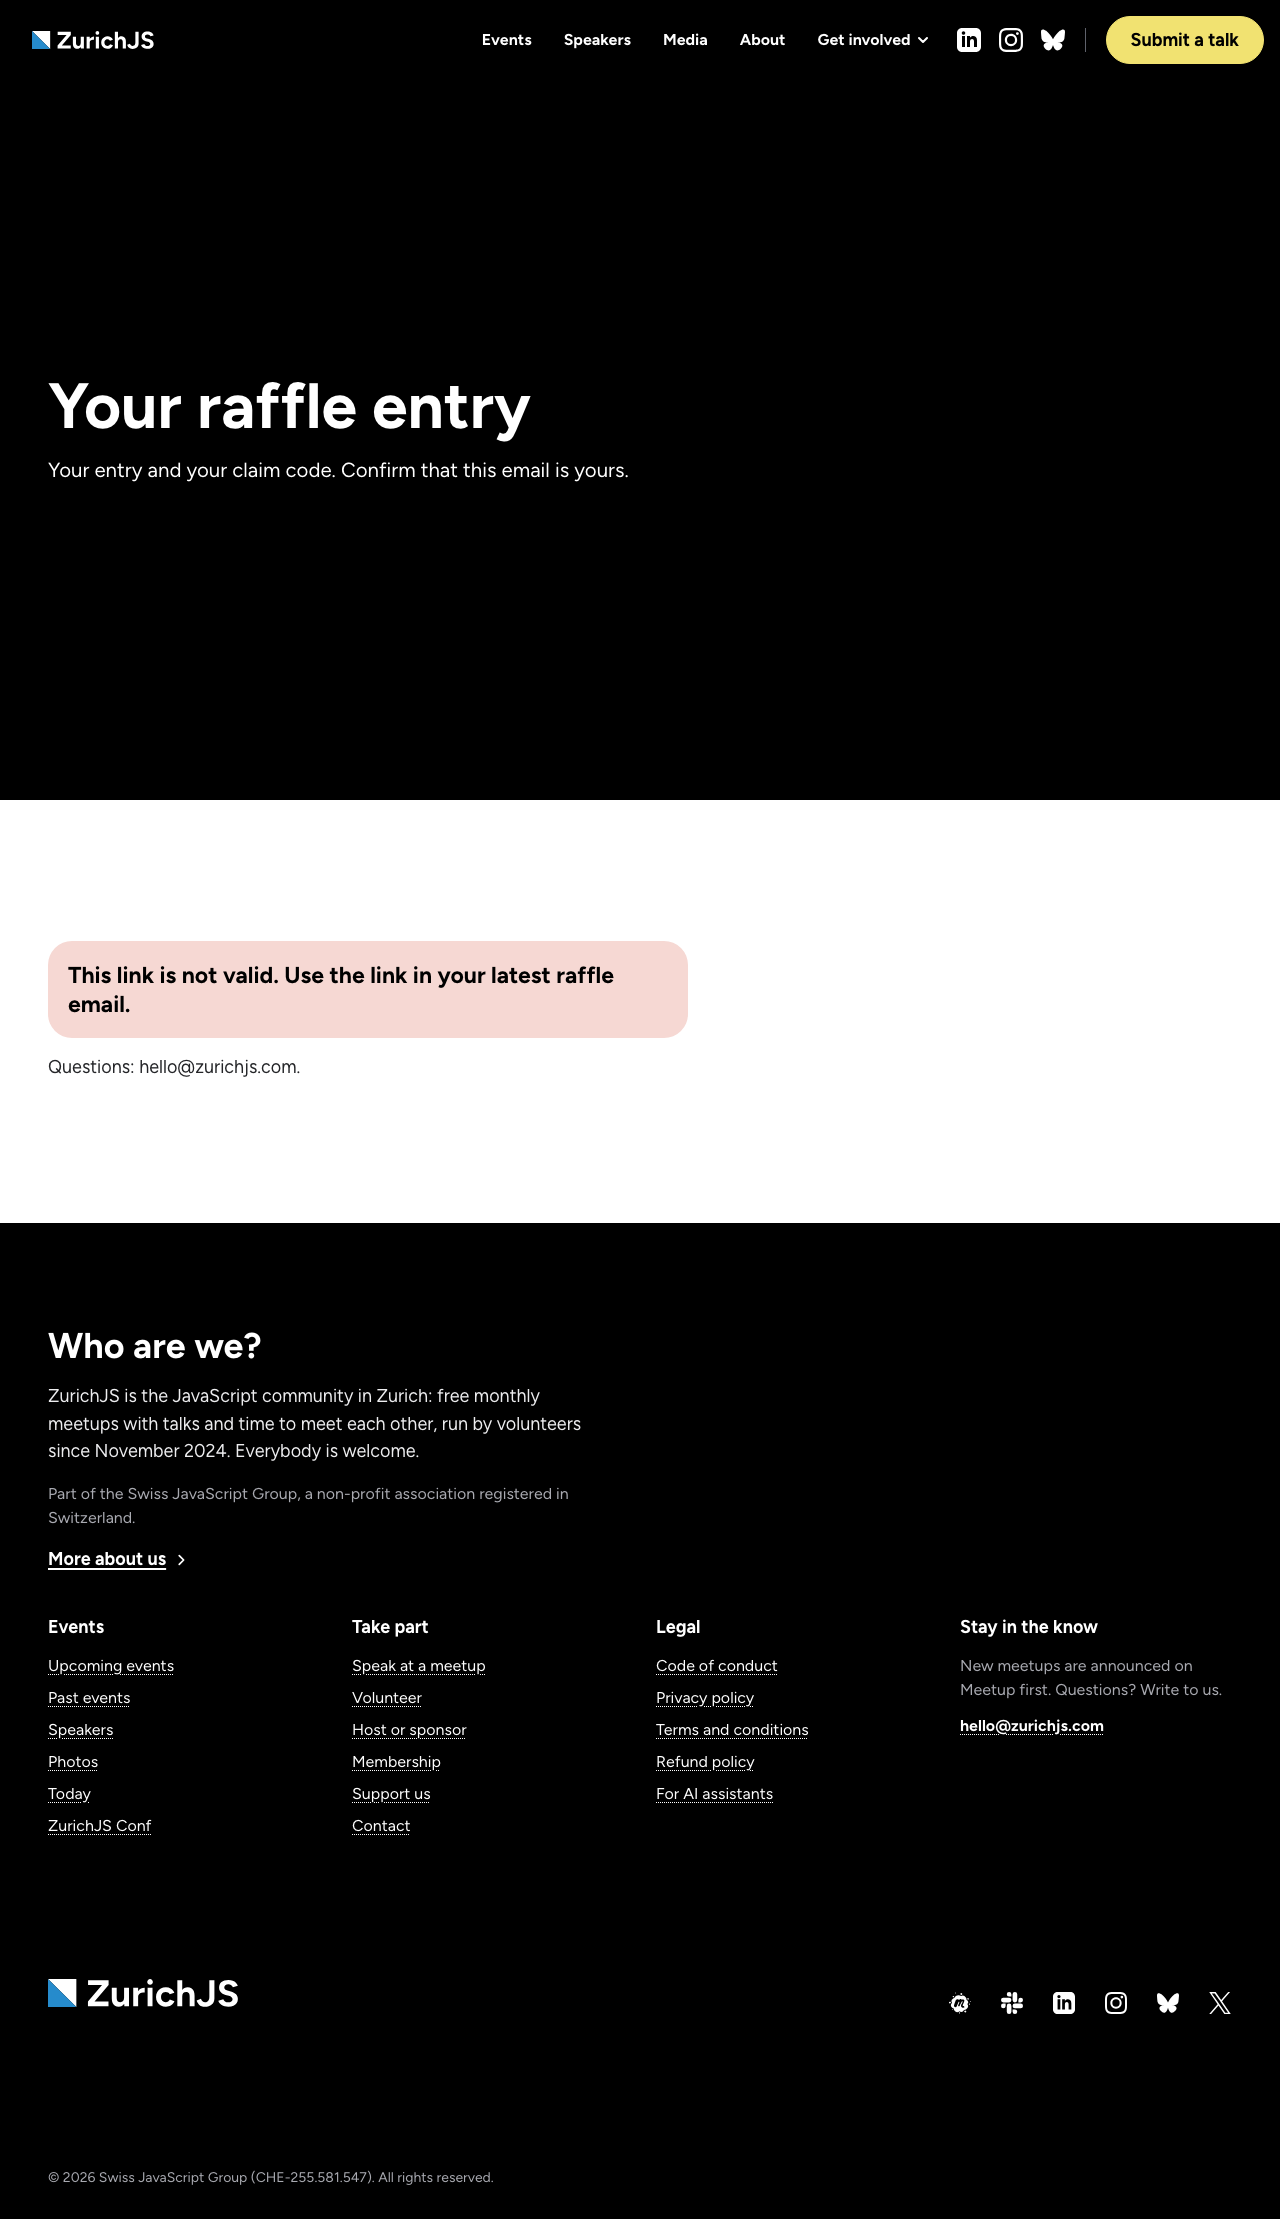 ZurichJS
Events
Speakers
Media
About
Get involved
Submit a talk
Your raffle entry
Your entry and your claim code. Confirm that this email is yours.
This link is not valid. Use the link in your latest raffle
email.
Questions: hello@zurichjs.com.
Who are we?
ZurichJS is the JavaScript community in Zurich: free monthly
meetups with talks and time to meet each other, run by volunteers
since November 2024. Everybody is welcome.
Part of the Swiss JavaScript Group, a non-profit association registered in
Switzerland.
More about us
Events
Upcoming events
Past events
Speakers
Photos
Today
ZurichJS Conf
Take part
Speak at a meetup
Volunteer
Host or sponsor
Membership
Support us
Contact
Legal
Code of conduct
Privacy policy
Terms and conditions
Refund policy
For AI assistants
Stay in the know
New meetups are announced on
Meetup first. Questions? Write to us.
hello@zurichjs.com
ZurichJS
© 2026 Swiss JavaScript Group (CHE-255.581.547). All rights reserved.